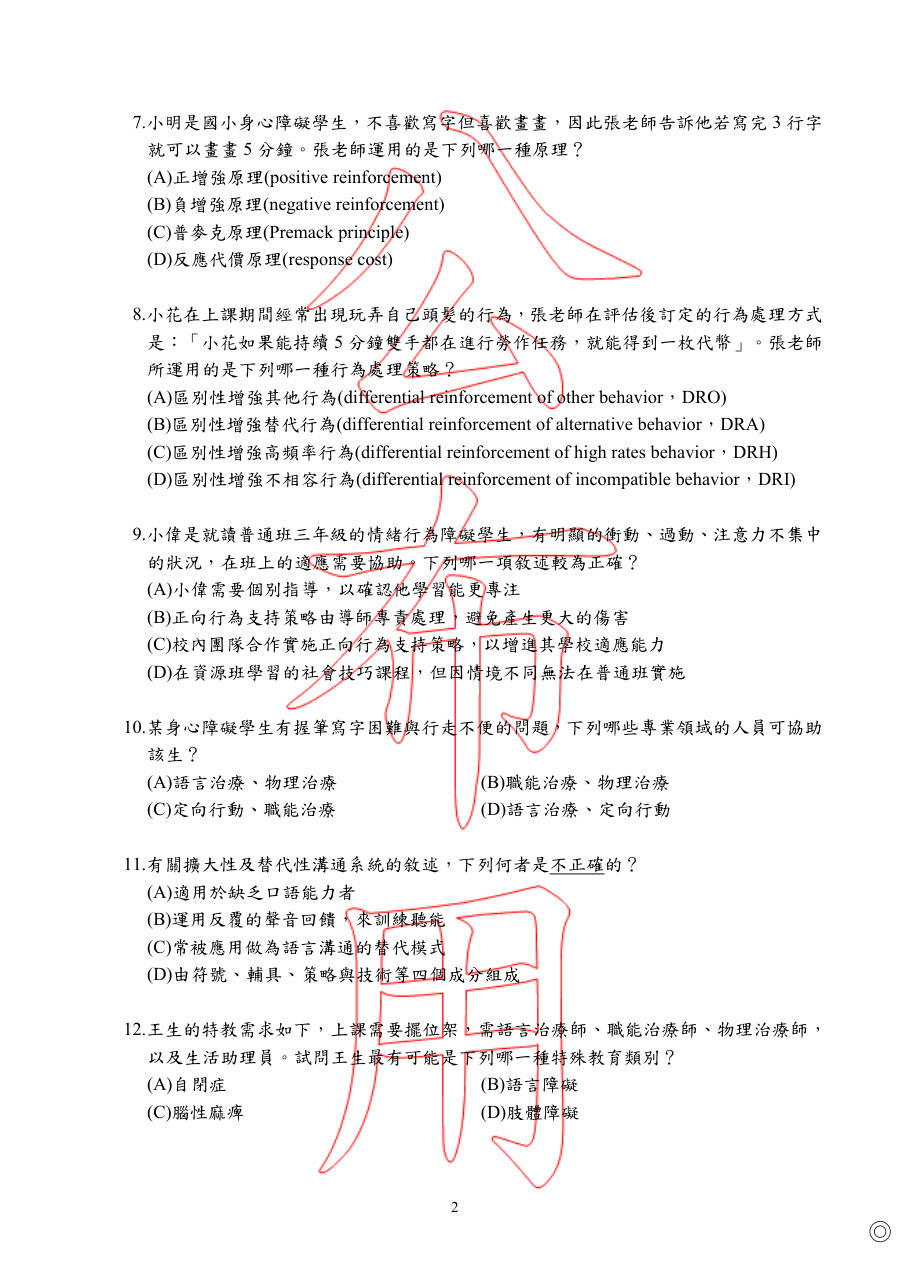 7.小明是國小身心障礙學生，不喜歡寫字但喜歡畫畫，因此張老師告訴他若寫完 3 行字
就可以畫畫 5 分鐘。張老師運用的是下列哪一種原理？
(A)正增強原理(positive reinforcement)
(B)負增強原理(negative reinforcement)
(C)普麥克原理(Premack principle)
(D)反應代價原理(response cost)
8.小花在上課期間經常出現玩弄自己頭髮的行為，張老師在評估後訂定的行為處理方式
是：「小花如果能持續 5 分鐘雙手都在進行勞作任務，就能得到一枚代幣」。張老師
所運用的是下列哪一種行為處理策略？
(A)區別性增強其他行為(differential reinforcement of other behavior，DRO)
(B)區別性增強替代行為(differential reinforcement of alternative behavior，DRA)
(C)區別性增強高頻率行為(differential reinforcement of high rates behavior，DRH)
(D)區別性增強不相容行為(differential reinforcement of incompatible behavior，DRI)
9.小偉是就讀普通班三年級的情緒行為障礙學生，有明顯的衝動、過動、注意力不集中
的狀況，在班上的適應需要協助。下列哪一項敘述較為正確？
(A)小偉需要個別指導，以確認他學習能更專注
(B)正向行為支持策略由導師專責處理，避免產生更大的傷害
(C)校內團隊合作實施正向行為支持策略，以增進其學校適應能力
(D)在資源班學習的社會技巧課程，但因情境不同無法在普通班實施
10.某身心障礙學生有握筆寫字困難與行走不便的問題，下列哪些專業領域的人員可協助
該生？
(A)語言治療、物理治療 (B)職能治療、物理治療
(C)定向行動、職能治療 (D)語言治療、定向行動
11.有關擴大性及替代性溝通系統的敘述，下列何者是不正確的？
(A)適用於缺乏口語能力者
(B)運用反覆的聲音回饋，來訓練聽能
(C)常被應用做為語言溝通的替代模式
(D)由符號、輔具、策略與技術等四個成分組成
12.王生的特教需求如下，上課需要擺位架，需語言治療師、職能治療師、物理治療師，
以及生活助理員。試問王生最有可能是下列哪一種特殊教育類別？
(A)自閉症 (B)語言障礙
(C)腦性麻痺 (D)肢體障礙
公布用
2